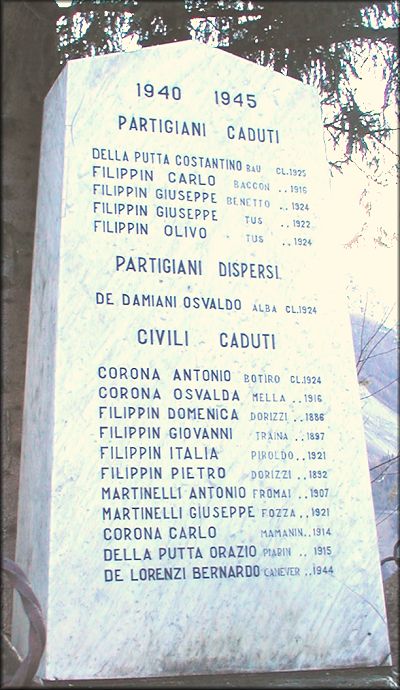 1940 1945
PARTIGIANI CADUTI
DELLA PUTTA COSTANTINO BAU CL.1925
FILIPPIN CARLO BACCON .. 1916
FILIPPIN GIUSEPPE BENETTO .. 1924
FILIPPIN GIUSEPPE TUS .. 1922
FILIPPIN OLIVO TUS .. 1924
PARTIGIANI DISPERSI
DE DAMIANI OSVALDO ALBA CL.1924
CIVILI CADUTI
CORONA ANTONIO BOTIRO CL.1924
CORONA OSVALDA MELLA .. 1916
FILIPPIN DOMENICA DORIZZI .. 1886
FILIPPIN GIOVANNI TRAINA .. 1897
FILIPPIN ITALIA PIROLDO .. 1921
FILIPPIN PIETRO DORIZZI .. 1892
MARTINELLI ANTONIO FROMAI .. 1907
MARTINELLI GIUSEPPE FOZZA .. 1921
CORONA CARLO MAMANIN .. 1914
DELLA PUTTA ORAZIO PIARIN .. 1915
DE LORENZI BERNARDO CANEVER .. 1944